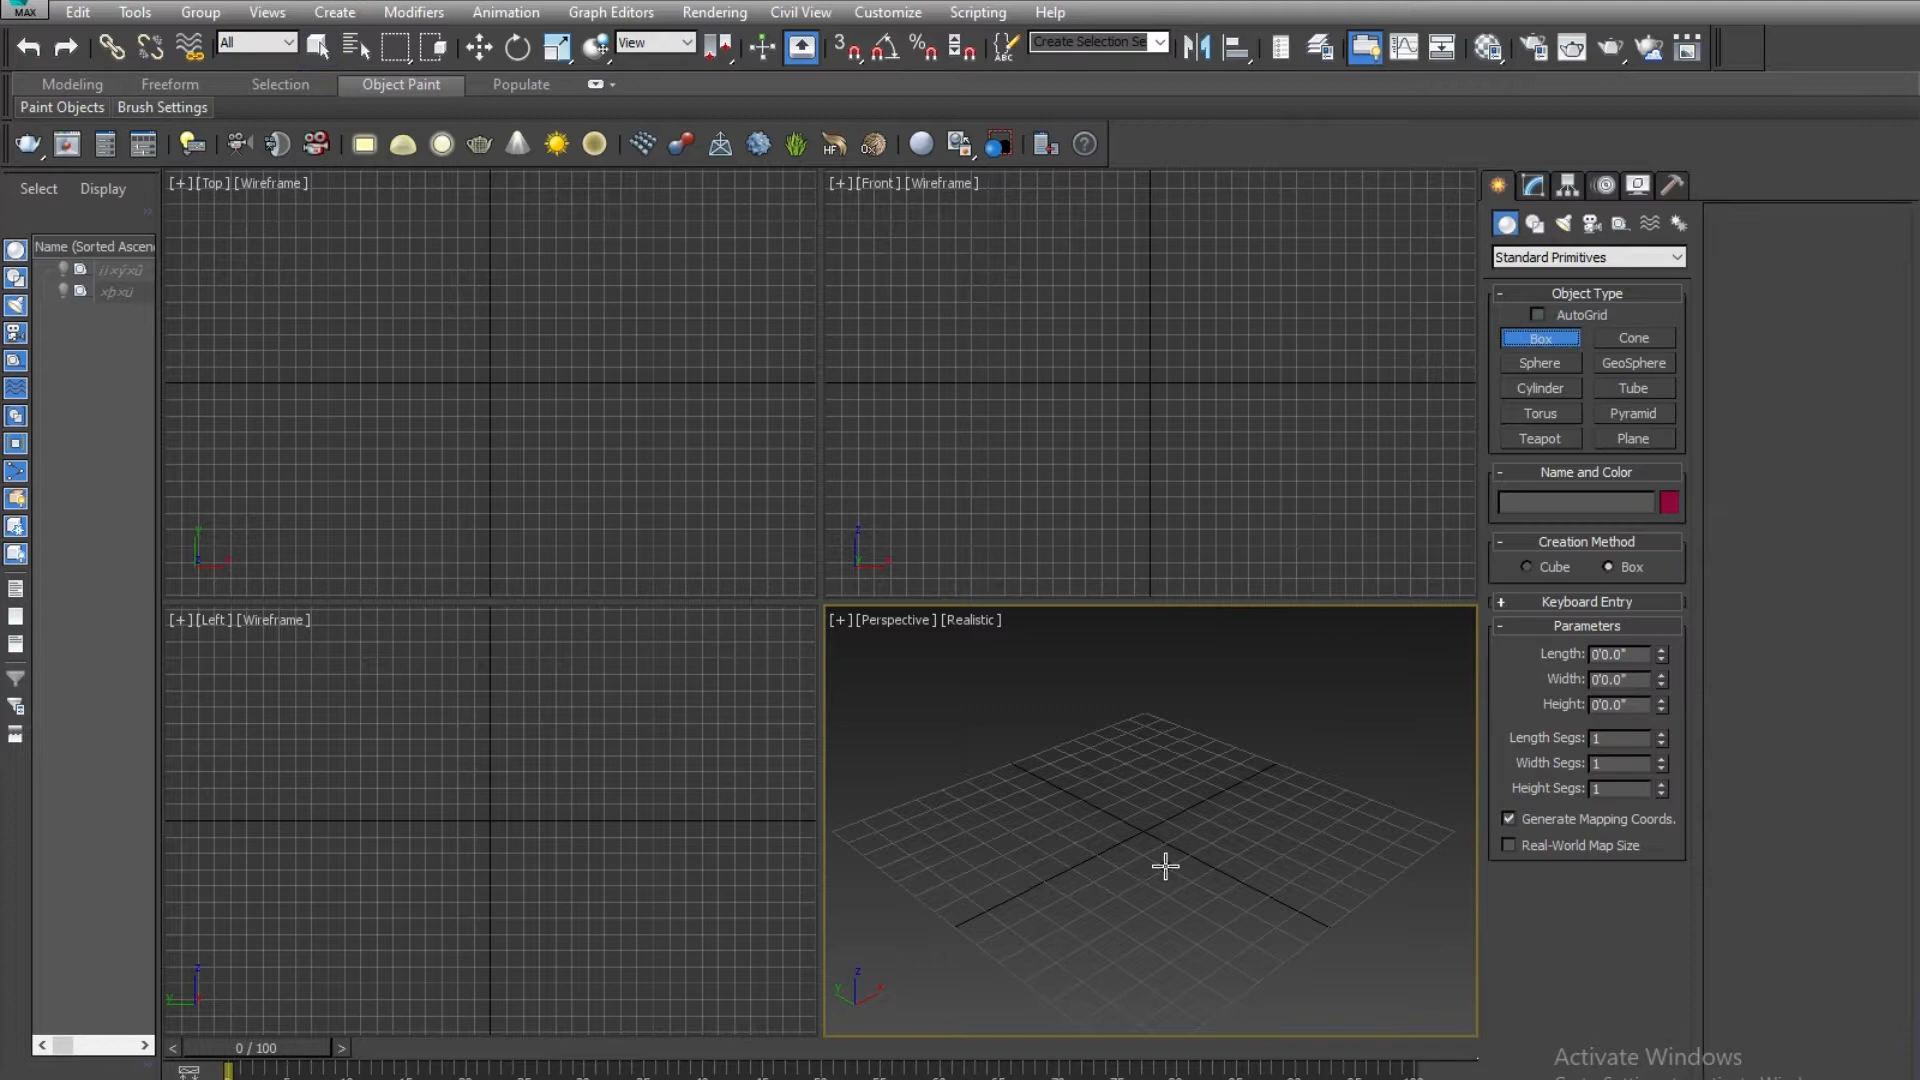 MAX Edit Tools Group Views Create Modifiers Animation Graph Editors Rendering Civil View Customize Scripting Help
All View 3 % ABC Create Selection Se
Modeling Freeform Selection Object Paint Populate
Paint Objects Brush Settings
HF OX ?
Select Display
Name (Sorted Ascen
[+] [Top] [Wireframe]
[+] [Front] [Wireframe]
[+] [Left] [Wireframe]
[+] [Perspective] [Realistic]
Standard Primitives
- Object Type
AutoGrid
Box Cone
Sphere GeoSphere
Cylinder Tube
Torus Pyramid
Teapot Plane
- Name and Color
- Creation Method
Cube Box
+ Keyboard Entry
- Parameters
Length: 0'0.0"
Width: 0'0.0"
Height: 0'0.0"
Length Segs: 1
Width Segs: 1
Height Segs: 1
Generate Mapping Coords.
Real-World Map Size
< 0 / 100 >
Activate Windows